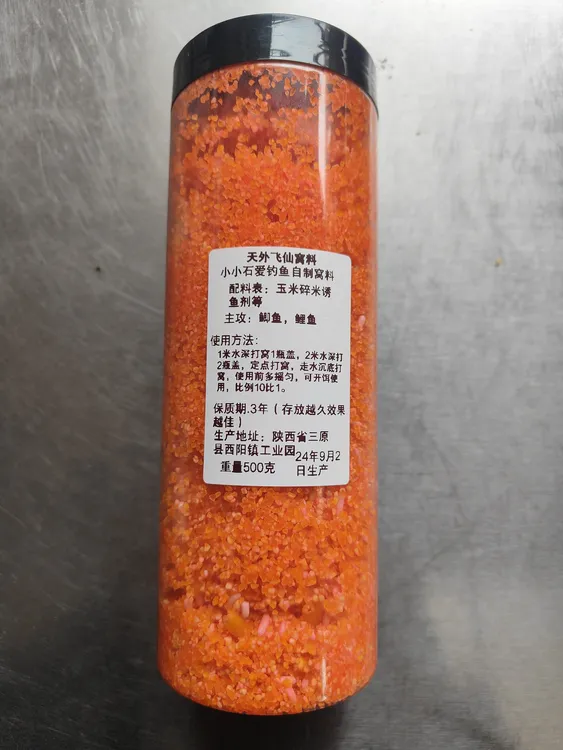 天外飞仙窝料
小小石爱钓鱼自制窝料
配料表：玉米碎米诱
鱼剂等
主攻：鲫鱼，鲤鱼
使用方法：
1米水深打窝1瓶盖，2米水深打
2瓶盖，定点打窝，走水沉底打
窝，使用前多摇匀，可开饵使
用，比例10比1。
保质期.3年（存放越久效果
越佳）
生产地址：陕西省三原
县西阳镇工业园
24年9月2
日生产
重量500克